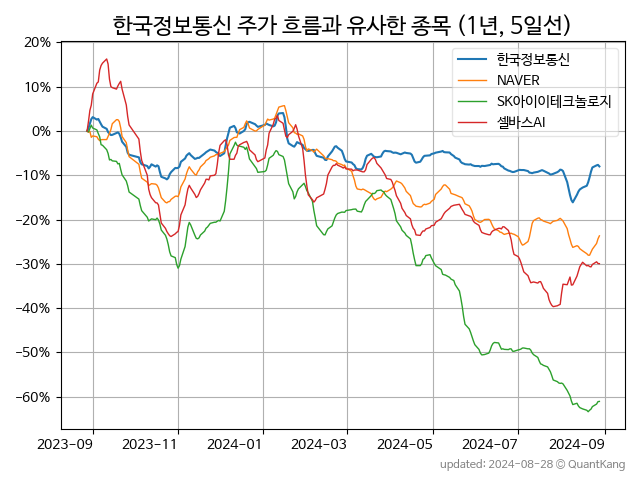 한국정보통신 주가 흐름과 유사한 종목 (1년, 5일선)
한국정보통신
NAVER
SK아이이테크놀로지
셀바스AI
20%
10%
0%
−10%
−20%
−30%
−40%
−50%
−60%
2023-09 2023-11 2024-01 2024-03 2024-05 2024-07 2024-09
updated: 2024-08-28 © QuantKang